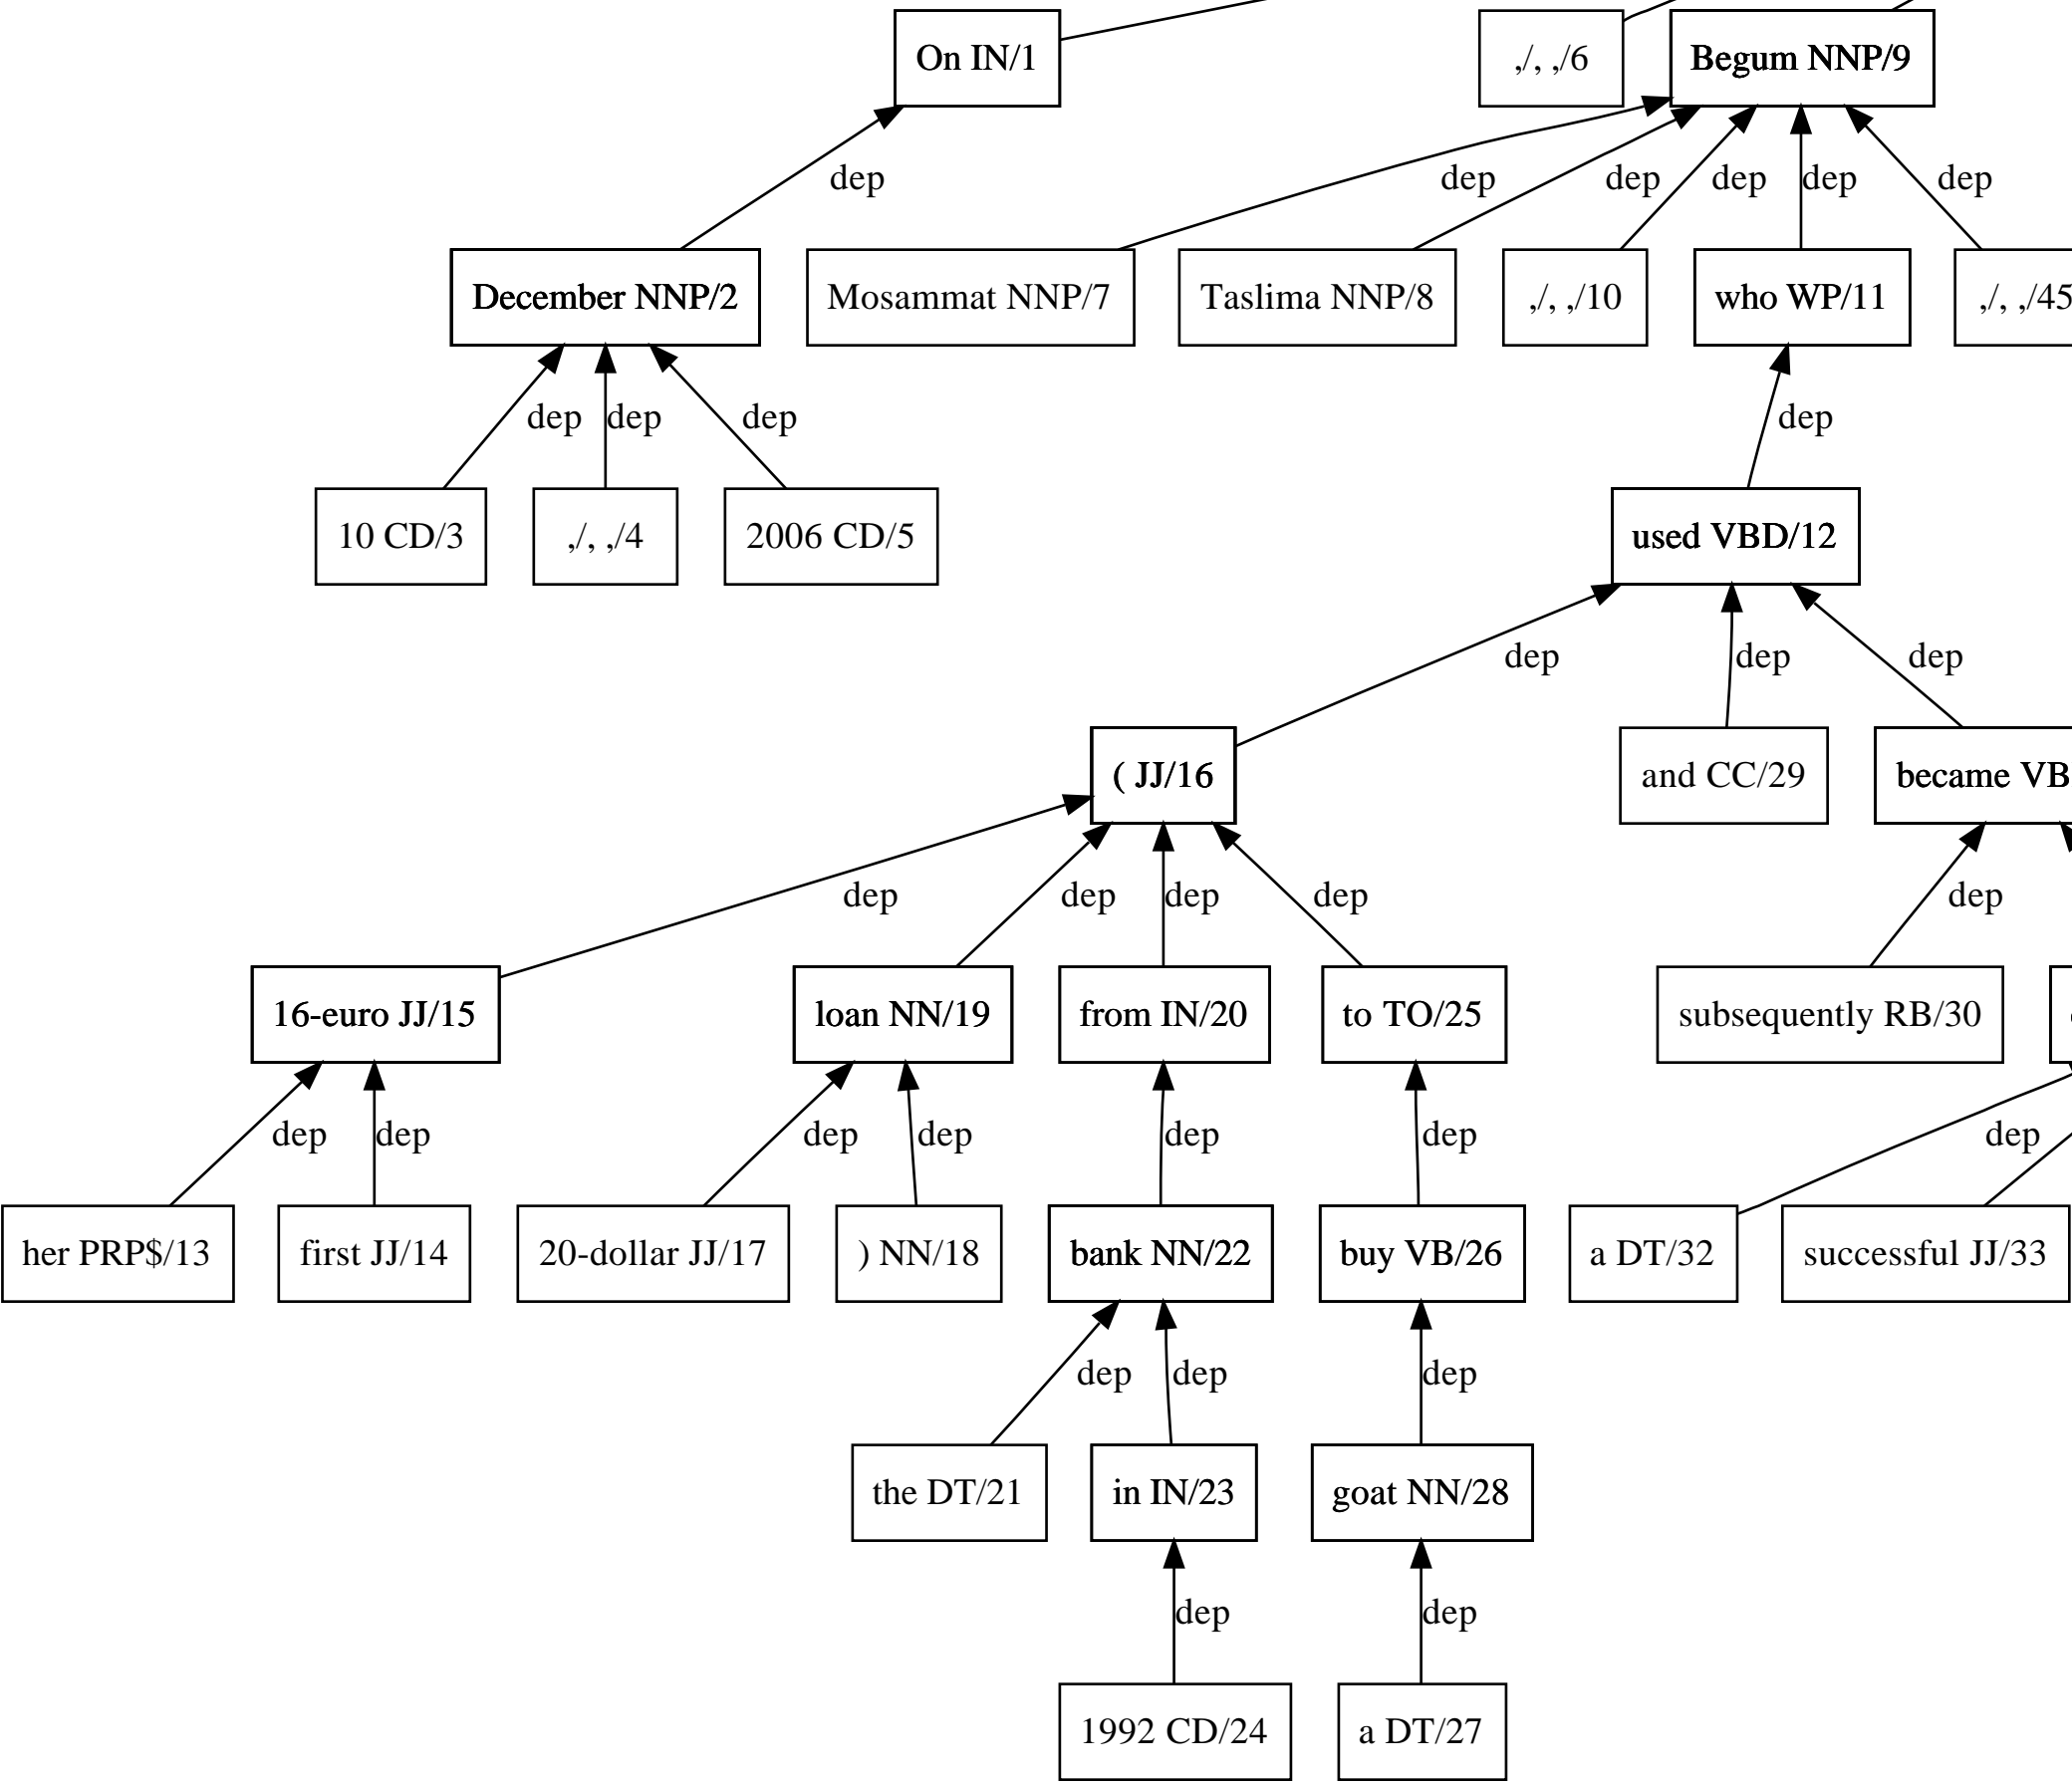 On IN/1
,/, ,/6
Begum NNP/9
dep
dep
dep
dep
dep
dep
December NNP/2
Mosammat NNP/7
Taslima NNP/8
,/, ,/10
who WP/11
,/, ,/45
dep
dep
dep
dep
10 CD/3
,/, ,/4
2006 CD/5
used VBD/12
dep
dep
dep
( JJ/16
and CC/29
became VB
dep
dep
dep
dep
dep
16-euro JJ/15
loan NN/19
from IN/20
to TO/25
subsequently RB/30
dep
dep
dep
dep
dep
dep
dep
her PRP$/13
first JJ/14
20-dollar JJ/17
) NN/18
bank NN/22
buy VB/26
a DT/32
successful JJ/33
dep
dep
dep
the DT/21
in IN/23
goat NN/28
dep
dep
1992 CD/24
a DT/27